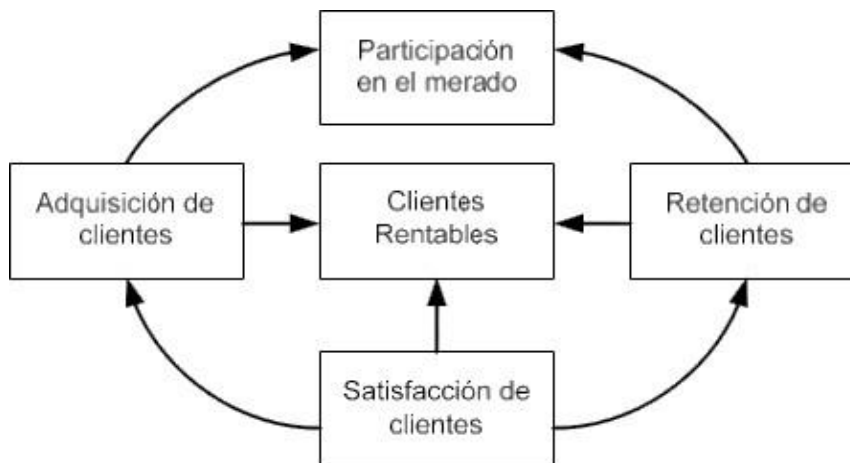 Participación
en el merado
Adquisición de
clientes
Clientes
Rentables
Retención de
clientes
Satisfacción de
clientes